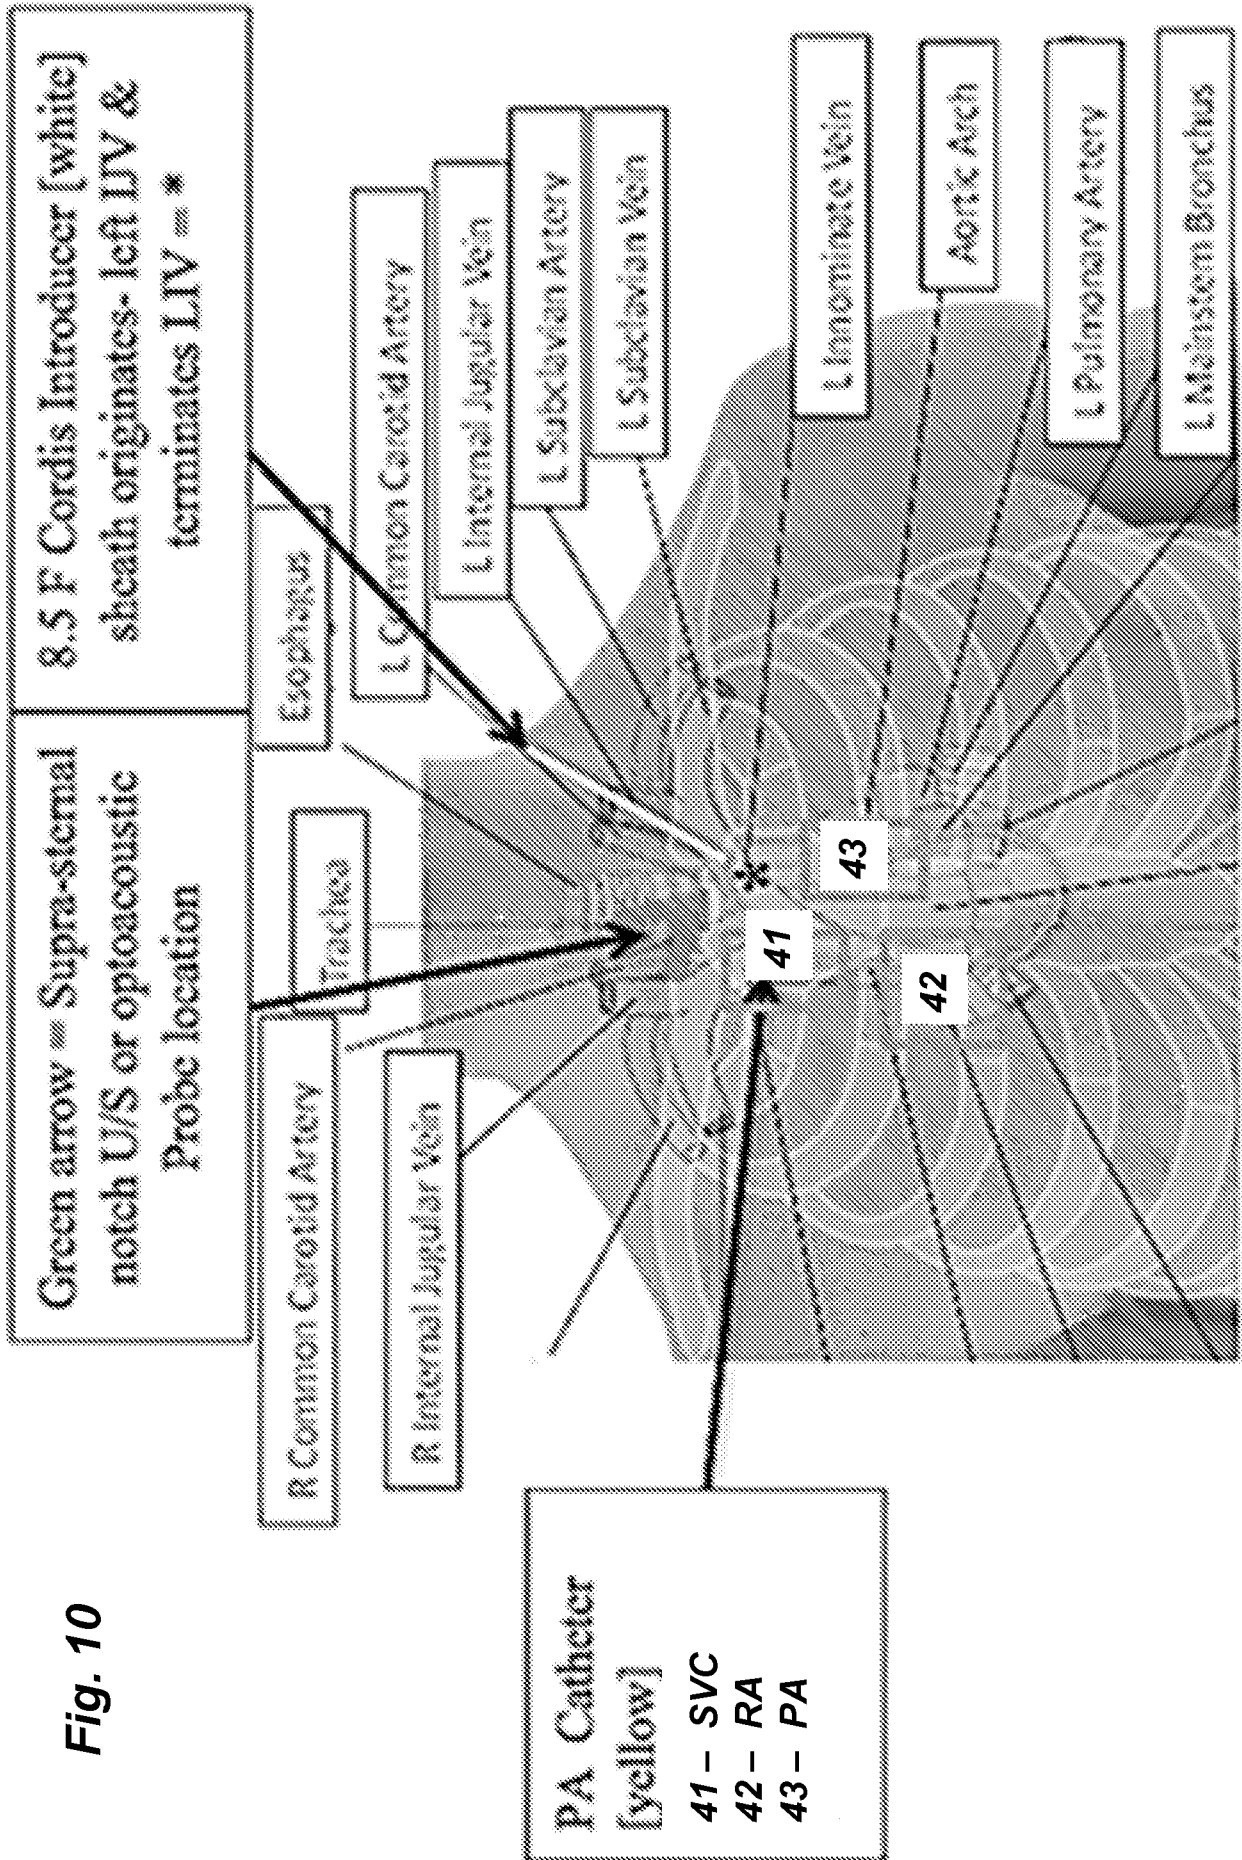 Fig. 10
Green arrow = Supra-sternal
notch U/S or optoacoustic
Probe location
8.5 F Cordis Introducer [white]
sheath originates- left IJV &
terminates LIV = *
R Common Carotid Artery
Trachea
Esophagus
R Internal Jugular Vein
L Common Carotid Artery
L Internal Jugular Vein
L Subclavian Artery
L Subclavian Vein
PA Catheter
[yellow]
41 – SVC
42 – RA
43 – PA
*
41
42
43
L Innominate Vein
Aortic Arch
L Pulmonary Artery
L Mainstem Bronchus